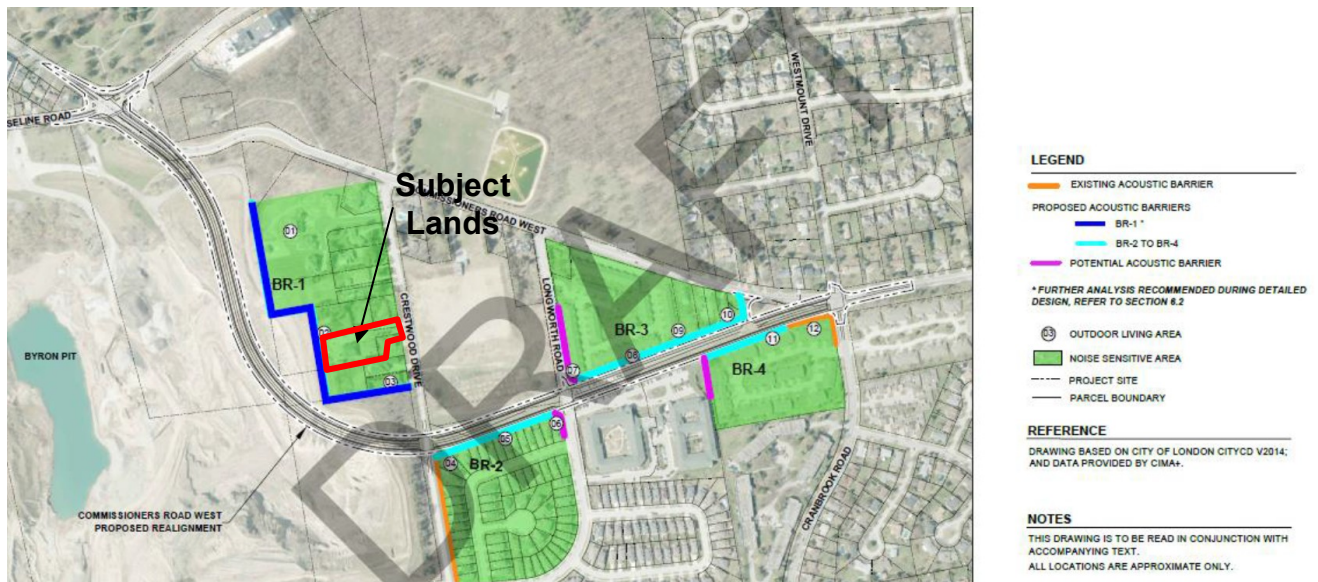 SELINE ROAD
WESTMOUNT DRIVE
Subject
Lands
COMMISSIONERS ROAD WEST
01
BR-1
LONGWORTH ROAD
CRESTWOOD DRIVE
BYRON PIT
03
BR-3
10
09
08
07
12
11
BR-4
06
05
04
BR-2
CRANBROOK ROAD
COMMISSIONERS ROAD WEST
PROPOSED REALIGNMENT
DRAFT
LEGEND
EXISTING ACOUSTIC BARRIER
PROPOSED ACOUSTIC BARRIERS
BR-1 *
BR-2 TO BR-4
POTENTIAL ACOUSTIC BARRIER
* FURTHER ANALYSIS RECOMMENDED DURING DETAILED
DESIGN, REFER TO SECTION 6.2
03 OUTDOOR LIVING AREA
NOISE SENSITIVE AREA
PROJECT SITE
PARCEL BOUNDARY
REFERENCE
DRAWING BASED ON CITY OF LONDON CITYCD V2014;
AND DATA PROVIDED BY CIMA+.
NOTES
THIS DRAWING IS TO BE READ IN CONJUNCTION WITH
ACCOMPANYING TEXT.
ALL LOCATIONS ARE APPROXIMATE ONLY.